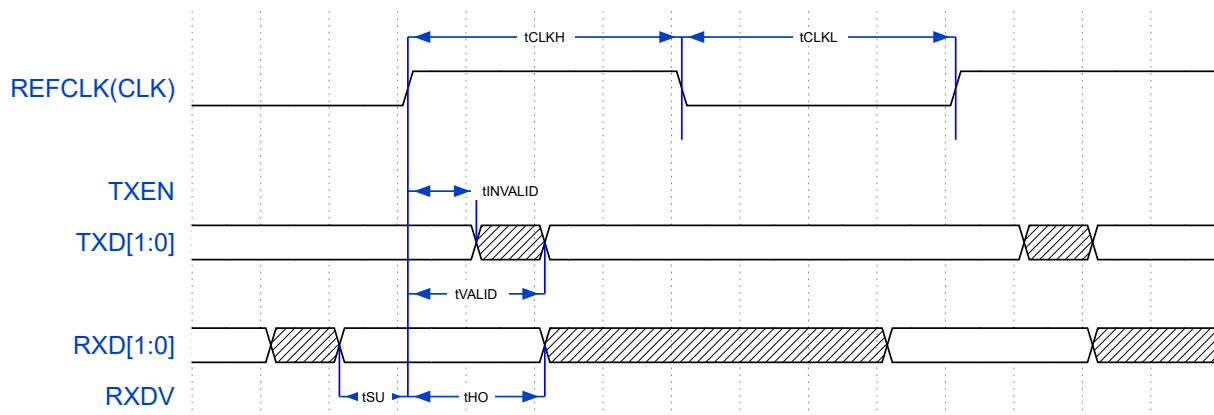 tCLKH tCLKL
REFCLK(CLK)
TXEN tINVALID
TXD[1:0]
tVALID
RXD[1:0]
RXDV tSU tHO